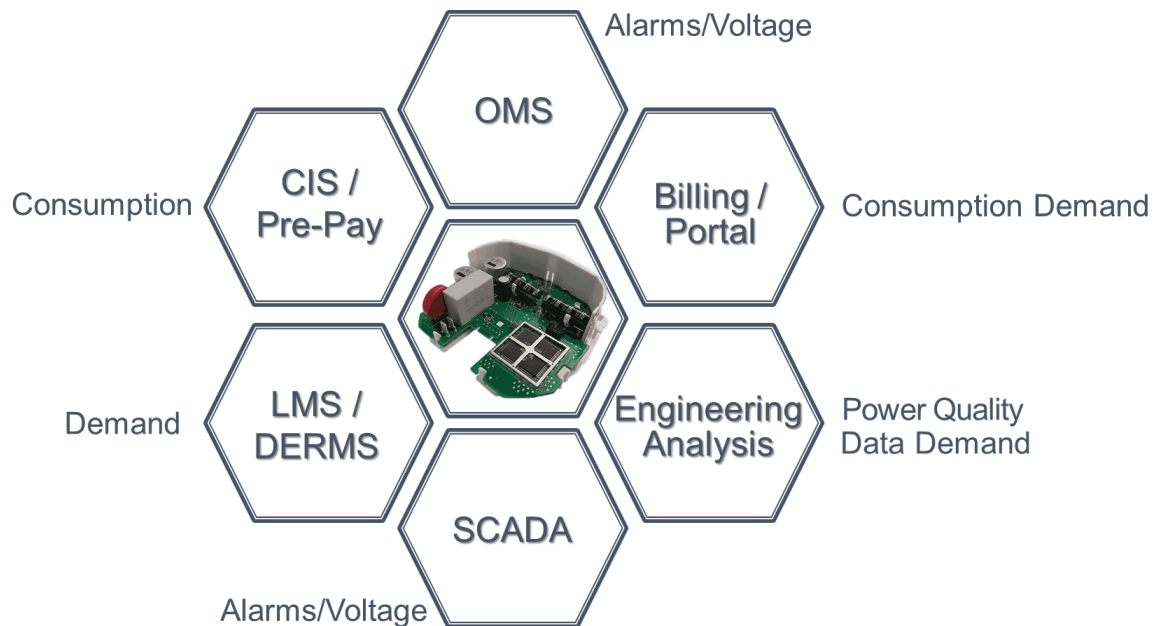 Alarms/Voltage
OMS
CIS /
Pre-Pay
Consumption
Billing /
Portal
Consumption Demand
LMS /
DERMS
Demand
Engineering
Analysis
Power Quality
Data Demand
SCADA
Alarms/Voltage